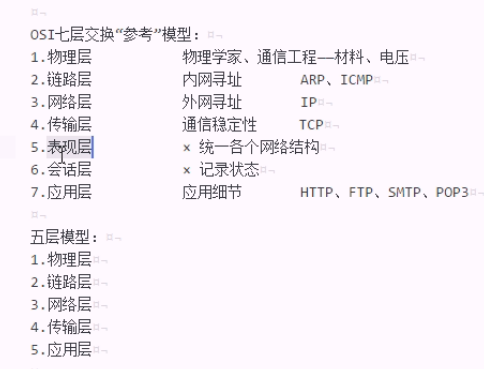 OSI七层交换“参考”模型：
1.物理层 物理学家、通信工程——材料、电压
2.链路层 内网寻址 ARP、ICMP
3.网络层 外网寻址 IP
4.传输层 通信稳定性 TCP
5.表现层 × 统一各个网络结构
6.会话层 × 记录状态
7.应用层 应用细节 HTTP、FTP、SMTP、POP3
五层模型：
1.物理层
2.链路层
3.网络层
4.传输层
5.应用层